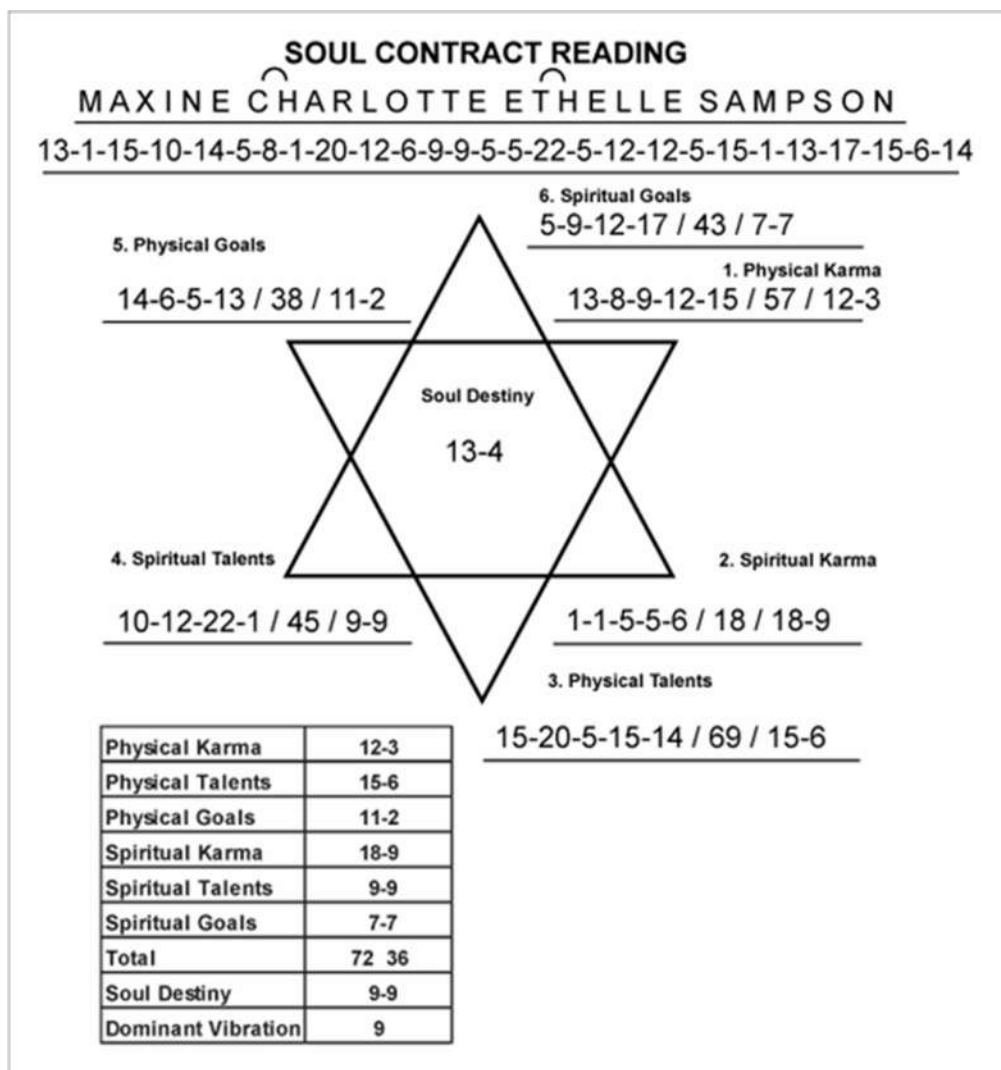 SOUL CONTRACT READING
MAXINE CHARLOTTE ETHELLE SAMPSON
13-1-15-10-14-5-8-1-20-12-6-9-9-5-5-22-5-12-12-5-15-1-13-17-15-6-14
6. Spiritual Goals
5-9-12-17 / 43 / 7-7
5. Physical Goals
14-6-5-13 / 38 / 11-2
1. Physical Karma
13-8-9-12-15 / 57 / 12-3
Soul Destiny
13-4
4. Spiritual Talents
10-12-22-1 / 45 / 9-9
2. Spiritual Karma
1-1-5-5-6 / 18 / 18-9
3. Physical Talents
15-20-5-15-14 / 69 / 15-6
Physical Karma 12-3
Physical Talents 15-6
Physical Goals 11-2
Spiritual Karma 18-9
Spiritual Talents 9-9
Spiritual Goals 7-7
Total 72 36
Soul Destiny 9-9
Dominant Vibration 9